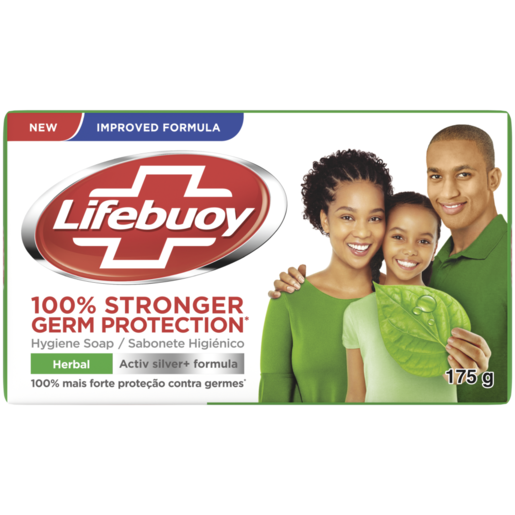 NEW
IMPROVED FORMULA
Lifebuoy
100% STRONGER
GERM PROTECTION*
Hygiene Soap / Sabonete Higiénico
Herbal
Activ silver+ formula
100% mais forte proteção contra germes*
175 g